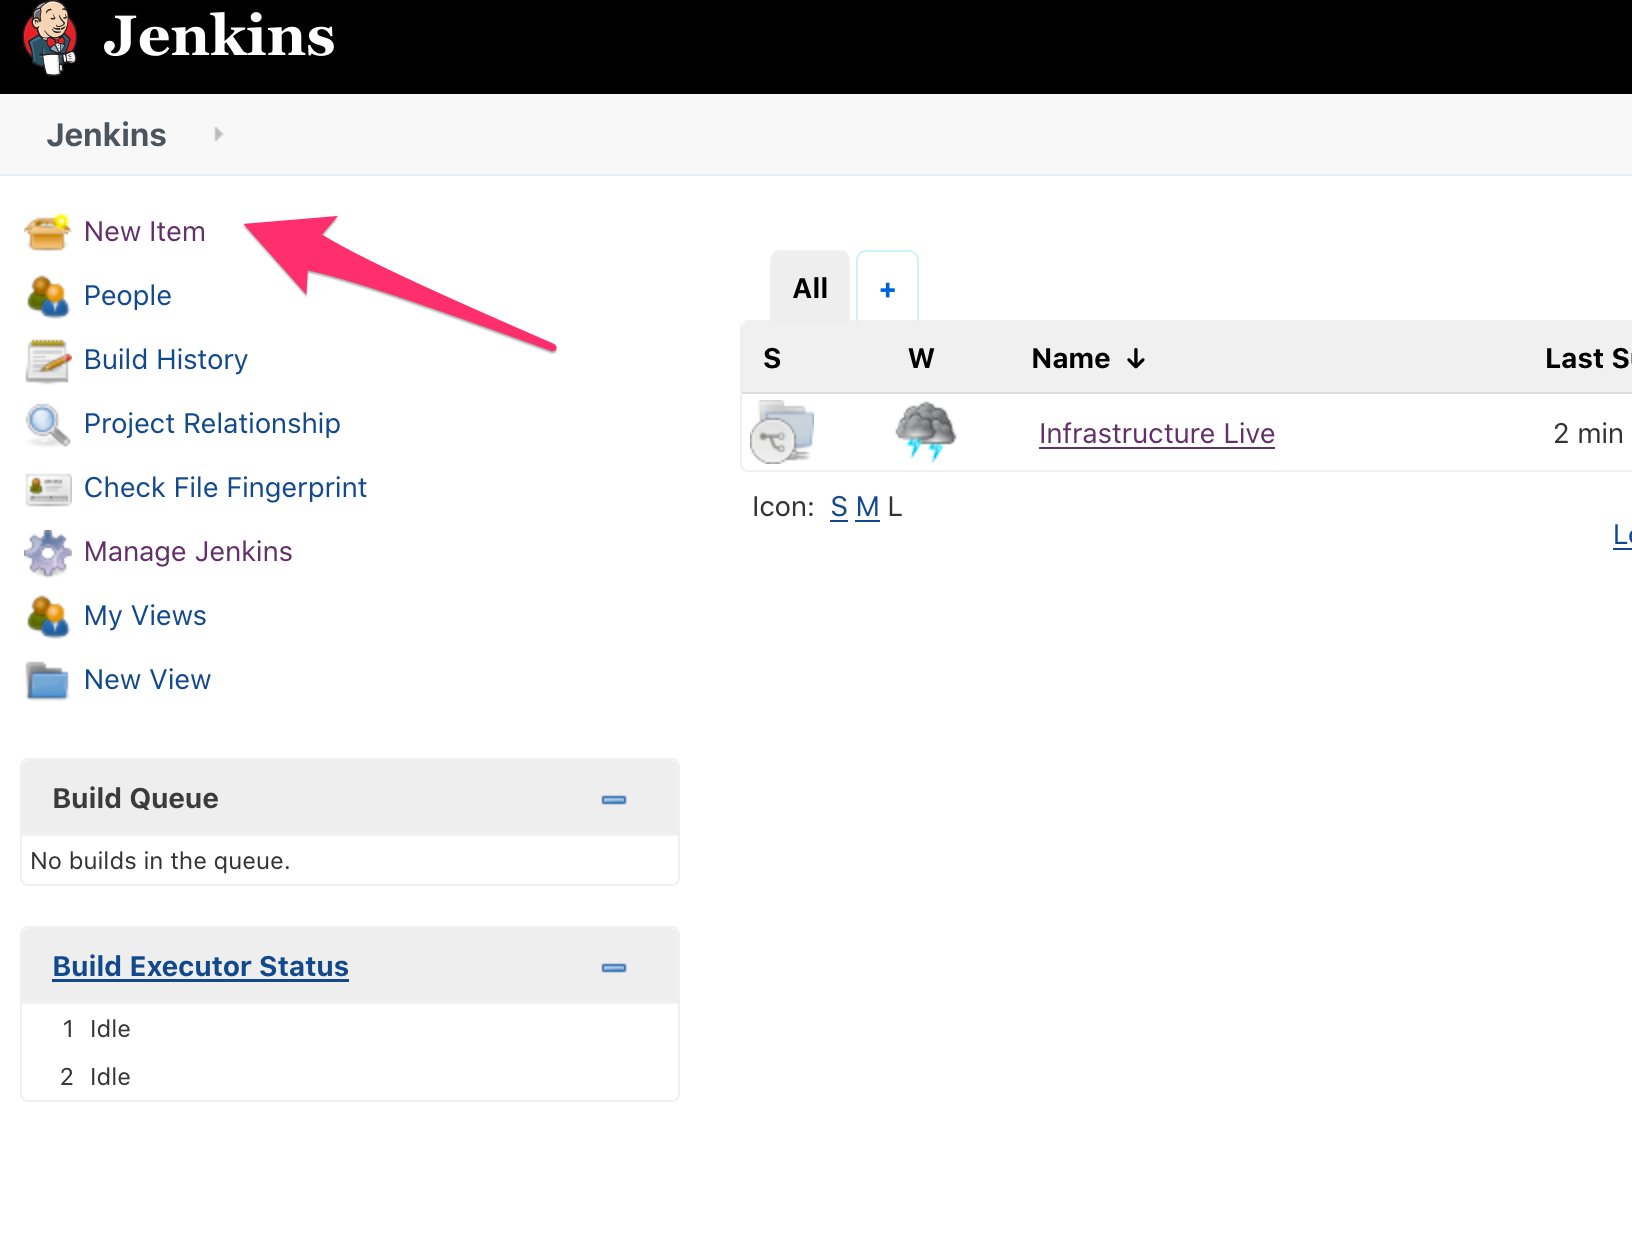 Jenkins
Jenkins
New Item
People
Build History
Project Relationship
Check File Fingerprint
Manage Jenkins
My Views
New View
Build Queue
No builds in the queue.
Build Executor Status
1 Idle
2 Idle
All +
S W Name ↓ Last
Infrastructure Live 2 min
Icon: S M L